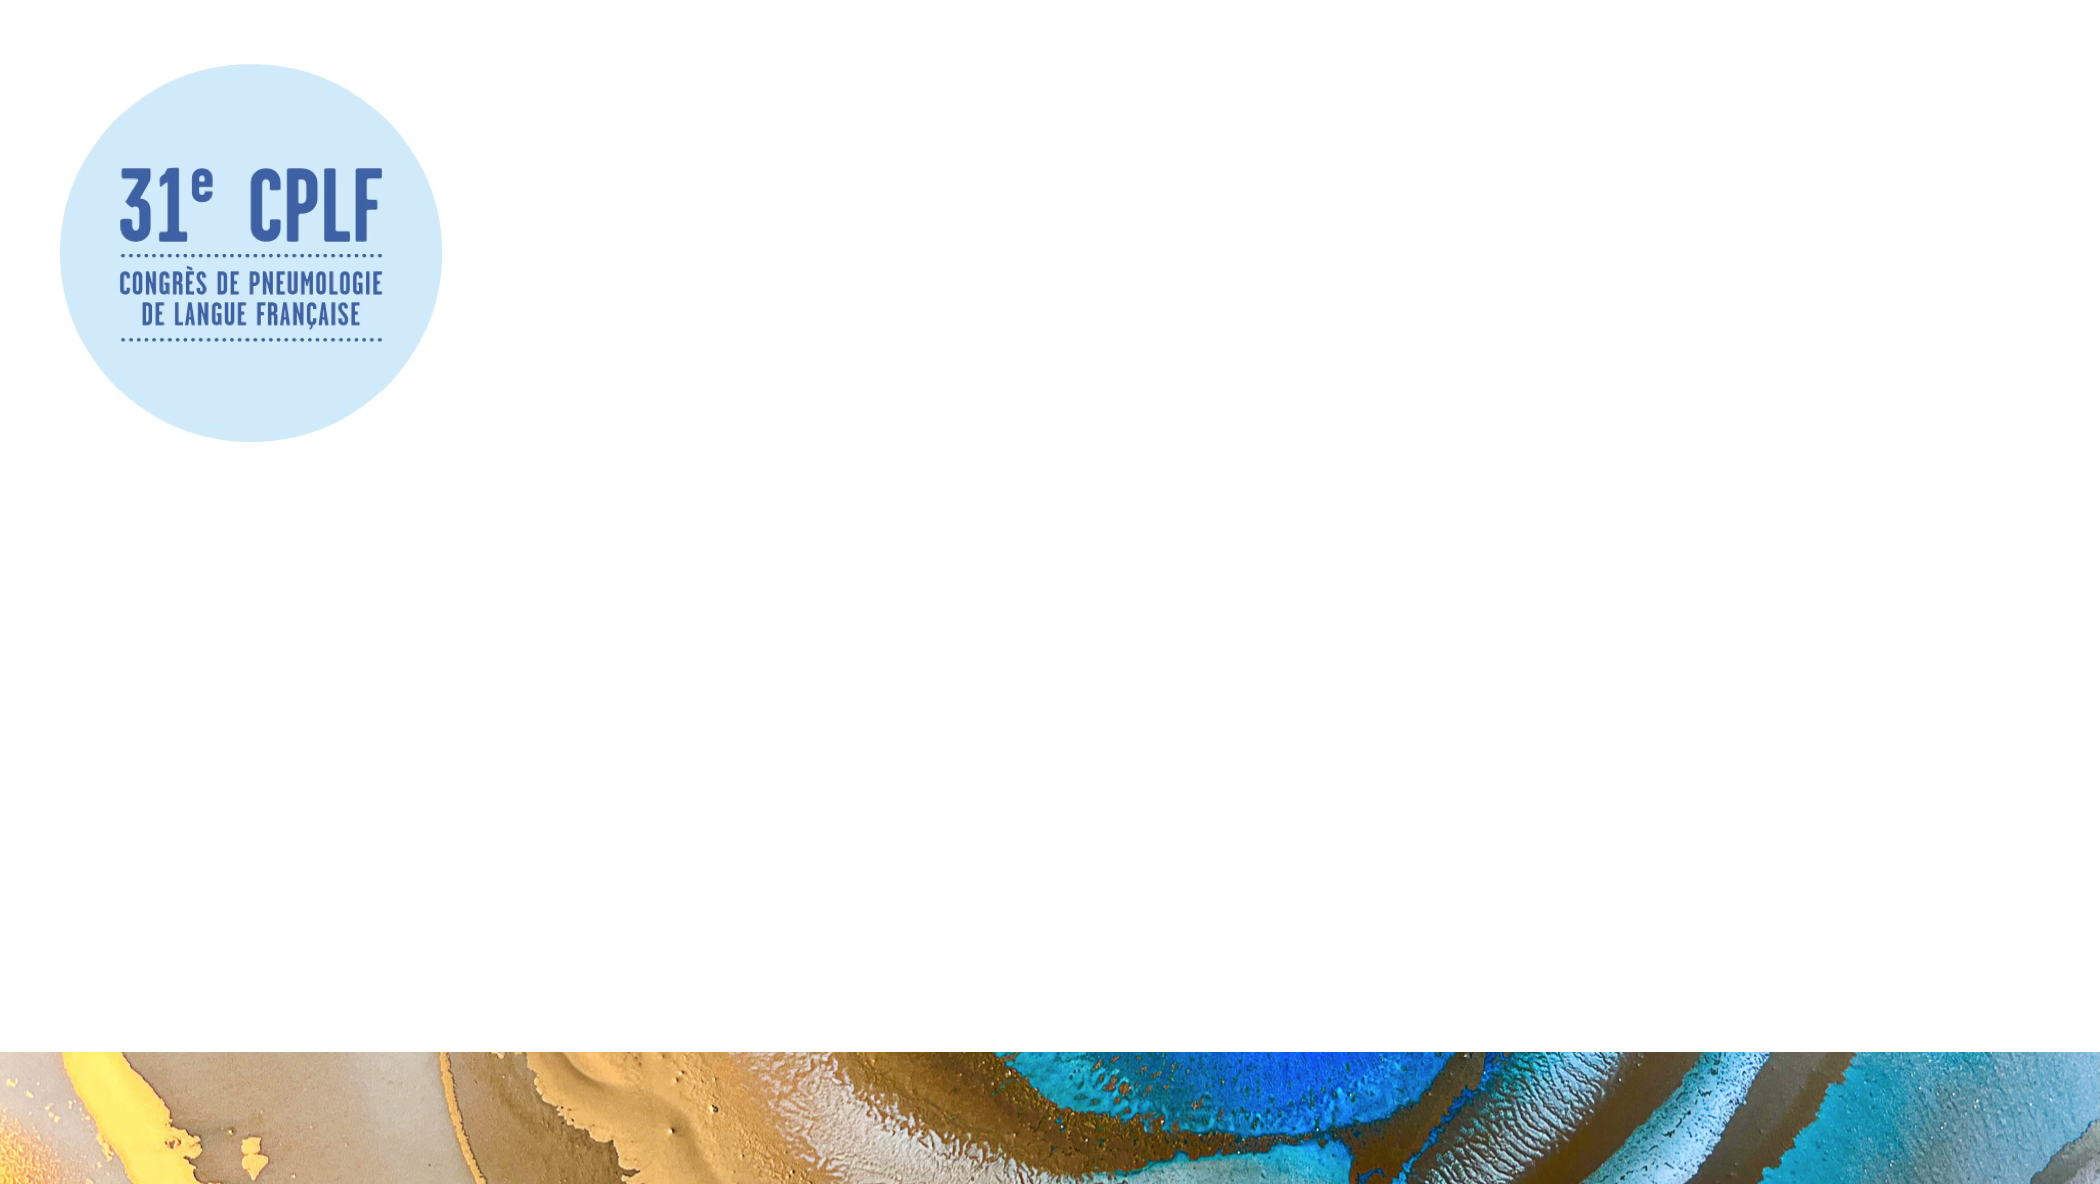 31e CPLF
CONGRÈS DE PNEUMOLOGIE
DE LANGUE FRANÇAISE